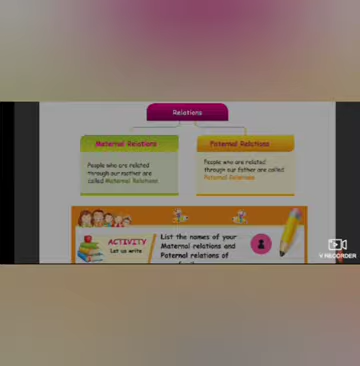 Relations
Maternal Relations
People who are related
through our mother are
called Maternal Relations.
Paternal Relations
People who are related
through our father are called
Paternal Relations
ACTIVITY
Let us write
List the names of your
Maternal relations and
Paternal relations of
V RECORDER